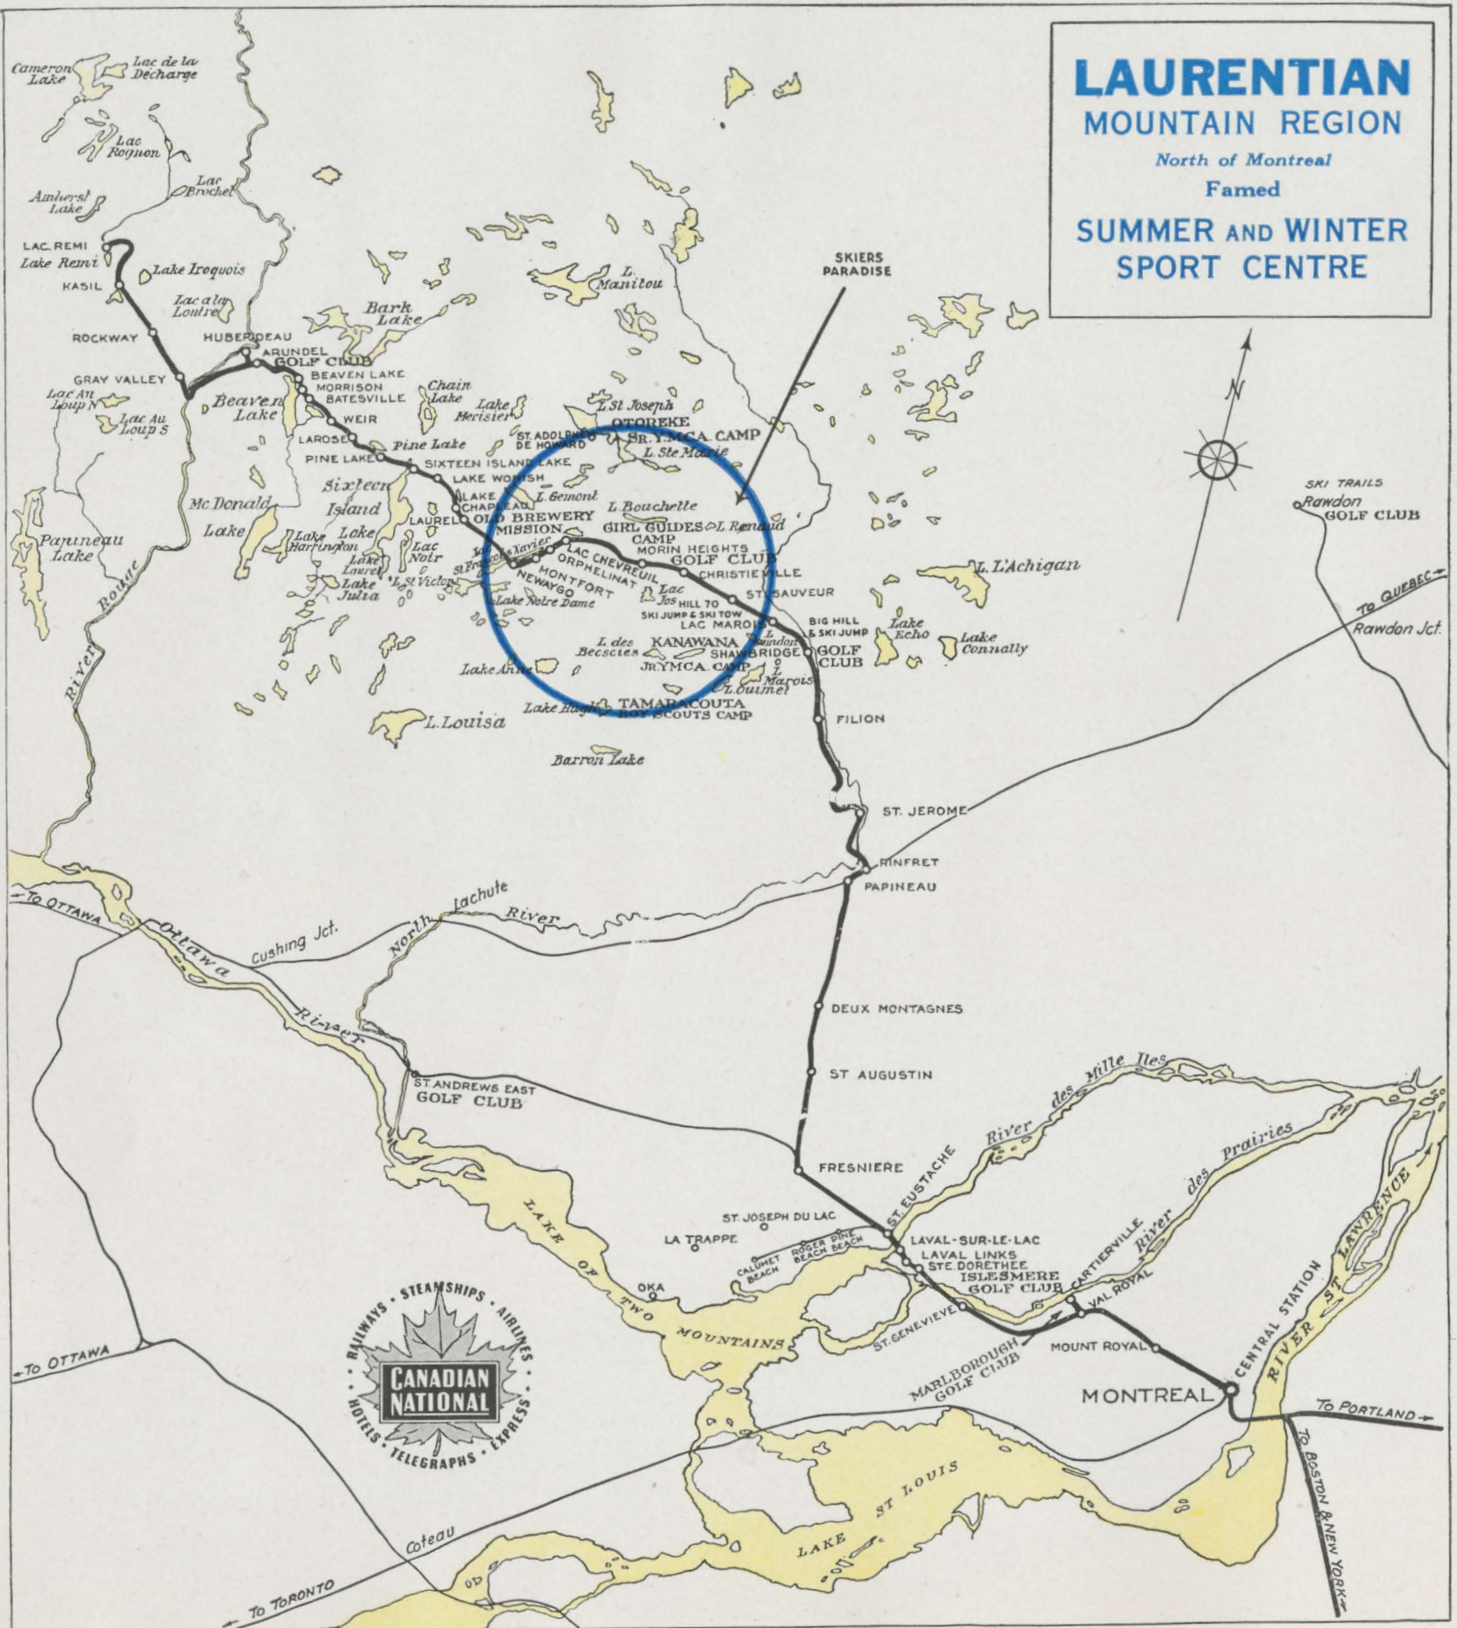 LAURENTIAN
MOUNTAIN REGION
North of Montreal
Famed
SUMMER AND WINTER
SPORT CENTRE
Cameron
Lake
Lac de la
Décharge
Lac
Rognon
Amherst
Lake
Lac
Brochet
LAC. REMI
Lake Remi
KASIL
Lake Iroquois
Lac a la
Loutre
ROCKWAY
HUBERDEAU
ARUNDEL
GOLF CLUB
Bark
Lake
GRAY VALLEY
BEAVEN LAKE
MORRISON
BATESVILLE
Lac Au
Loup N
Lac Au
Loup S
Beaven
Lake
WEIR
LAROSE
PINE LAKE
Pine Lake
Chain
Lake
Lake
Merisier
L. Manitou
SKIERS
PARADISE
N
L St Joseph
OTOREKE
SR. Y.M.C.A. CAMP
ST. ADOLPHE
DE HOWARD
L. Ste Marie
SIXTEEN ISLAND LAKE
LAKE WONISH
LAKE
CHAPLEAU
L. Gemont
L. Bouchette
LAUREL
OLD BREWERY
MISSION
GIRL GUIDES
CAMP
L. Renaud
Sixteen
Island
Lake
Mc Donald
Lake
Lake
Harrington
Lake
Laurel
Lake
Julia
Lac
Noir
L. St Victor
Lac
St François Xavier
Papineau
Lake
Rouge
River
MORIN HEIGHTS
GOLF CLUB
LAC CHEVREUIL
ORPHELINAT
MONTFORT
NEWAYGO
CHRISTIEVILLE
Lake Notre Dame
Lac
Jos
ST. SAUVEUR
HILL 70
SKI JUMP & SKI TOW
LAC MAROIS
BIG HILL
& SKI JUMP
L des
Becscies
KANAWANA
JR.Y.M.C.A. CAMP
SHAWBRIDGE
GOLF
CLUB
L.
Marois
L. Ouimet
Lake Anne
Lake Hugh
TAMARACOUTA
BOY SCOUTS CAMP
L. Louisa
Barron Lake
Lake
Echo
Lake
Connally
L. L'Achigan
SKI TRAILS
Rawdon
GOLF CLUB
TO QUEBEC
Rawdon Jct.
FILION
ST. JEROME
RINFRET
PAPINEAU
TO OTTAWA
Ottawa
River
Cushing Jct.
Lachute
North
River
DEUX MONTAGNES
ST AUGUSTIN
ST. ANDREWS EAST
GOLF CLUB
FRESNIERE
River des Mille Iles
River des Prairies
ST. EUSTACHE
ST. JOSEPH DU LAC
LA TRAPPE
OKA
CALUMET
BEACH
ROGER
BEACH
PINE
BEACH
LAVAL-SUR-LE-LAC
LAVAL LINKS
STE. DORETHEE
ISLESMERE
GOLF CLUB
CARTIERVILLE
VAL ROYAL
ST. GENEVIEVE
MARLBOROUGH
GOLF CLUB
MOUNT ROYAL
MONTREAL
CENTRAL STATION
RIVER ST LAWRENCE
LAKE OF TWO MOUNTAINS
RAILWAYS • STEAMSHIPS • AIRLINES
CANADIAN
NATIONAL
HOTELS • TELEGRAPHS • EXPRESS
TO OTTAWA
TO PORTLAND
TO BOSTON & NEW YORK
LAKE ST LOUIS
Coteau
TO TORONTO